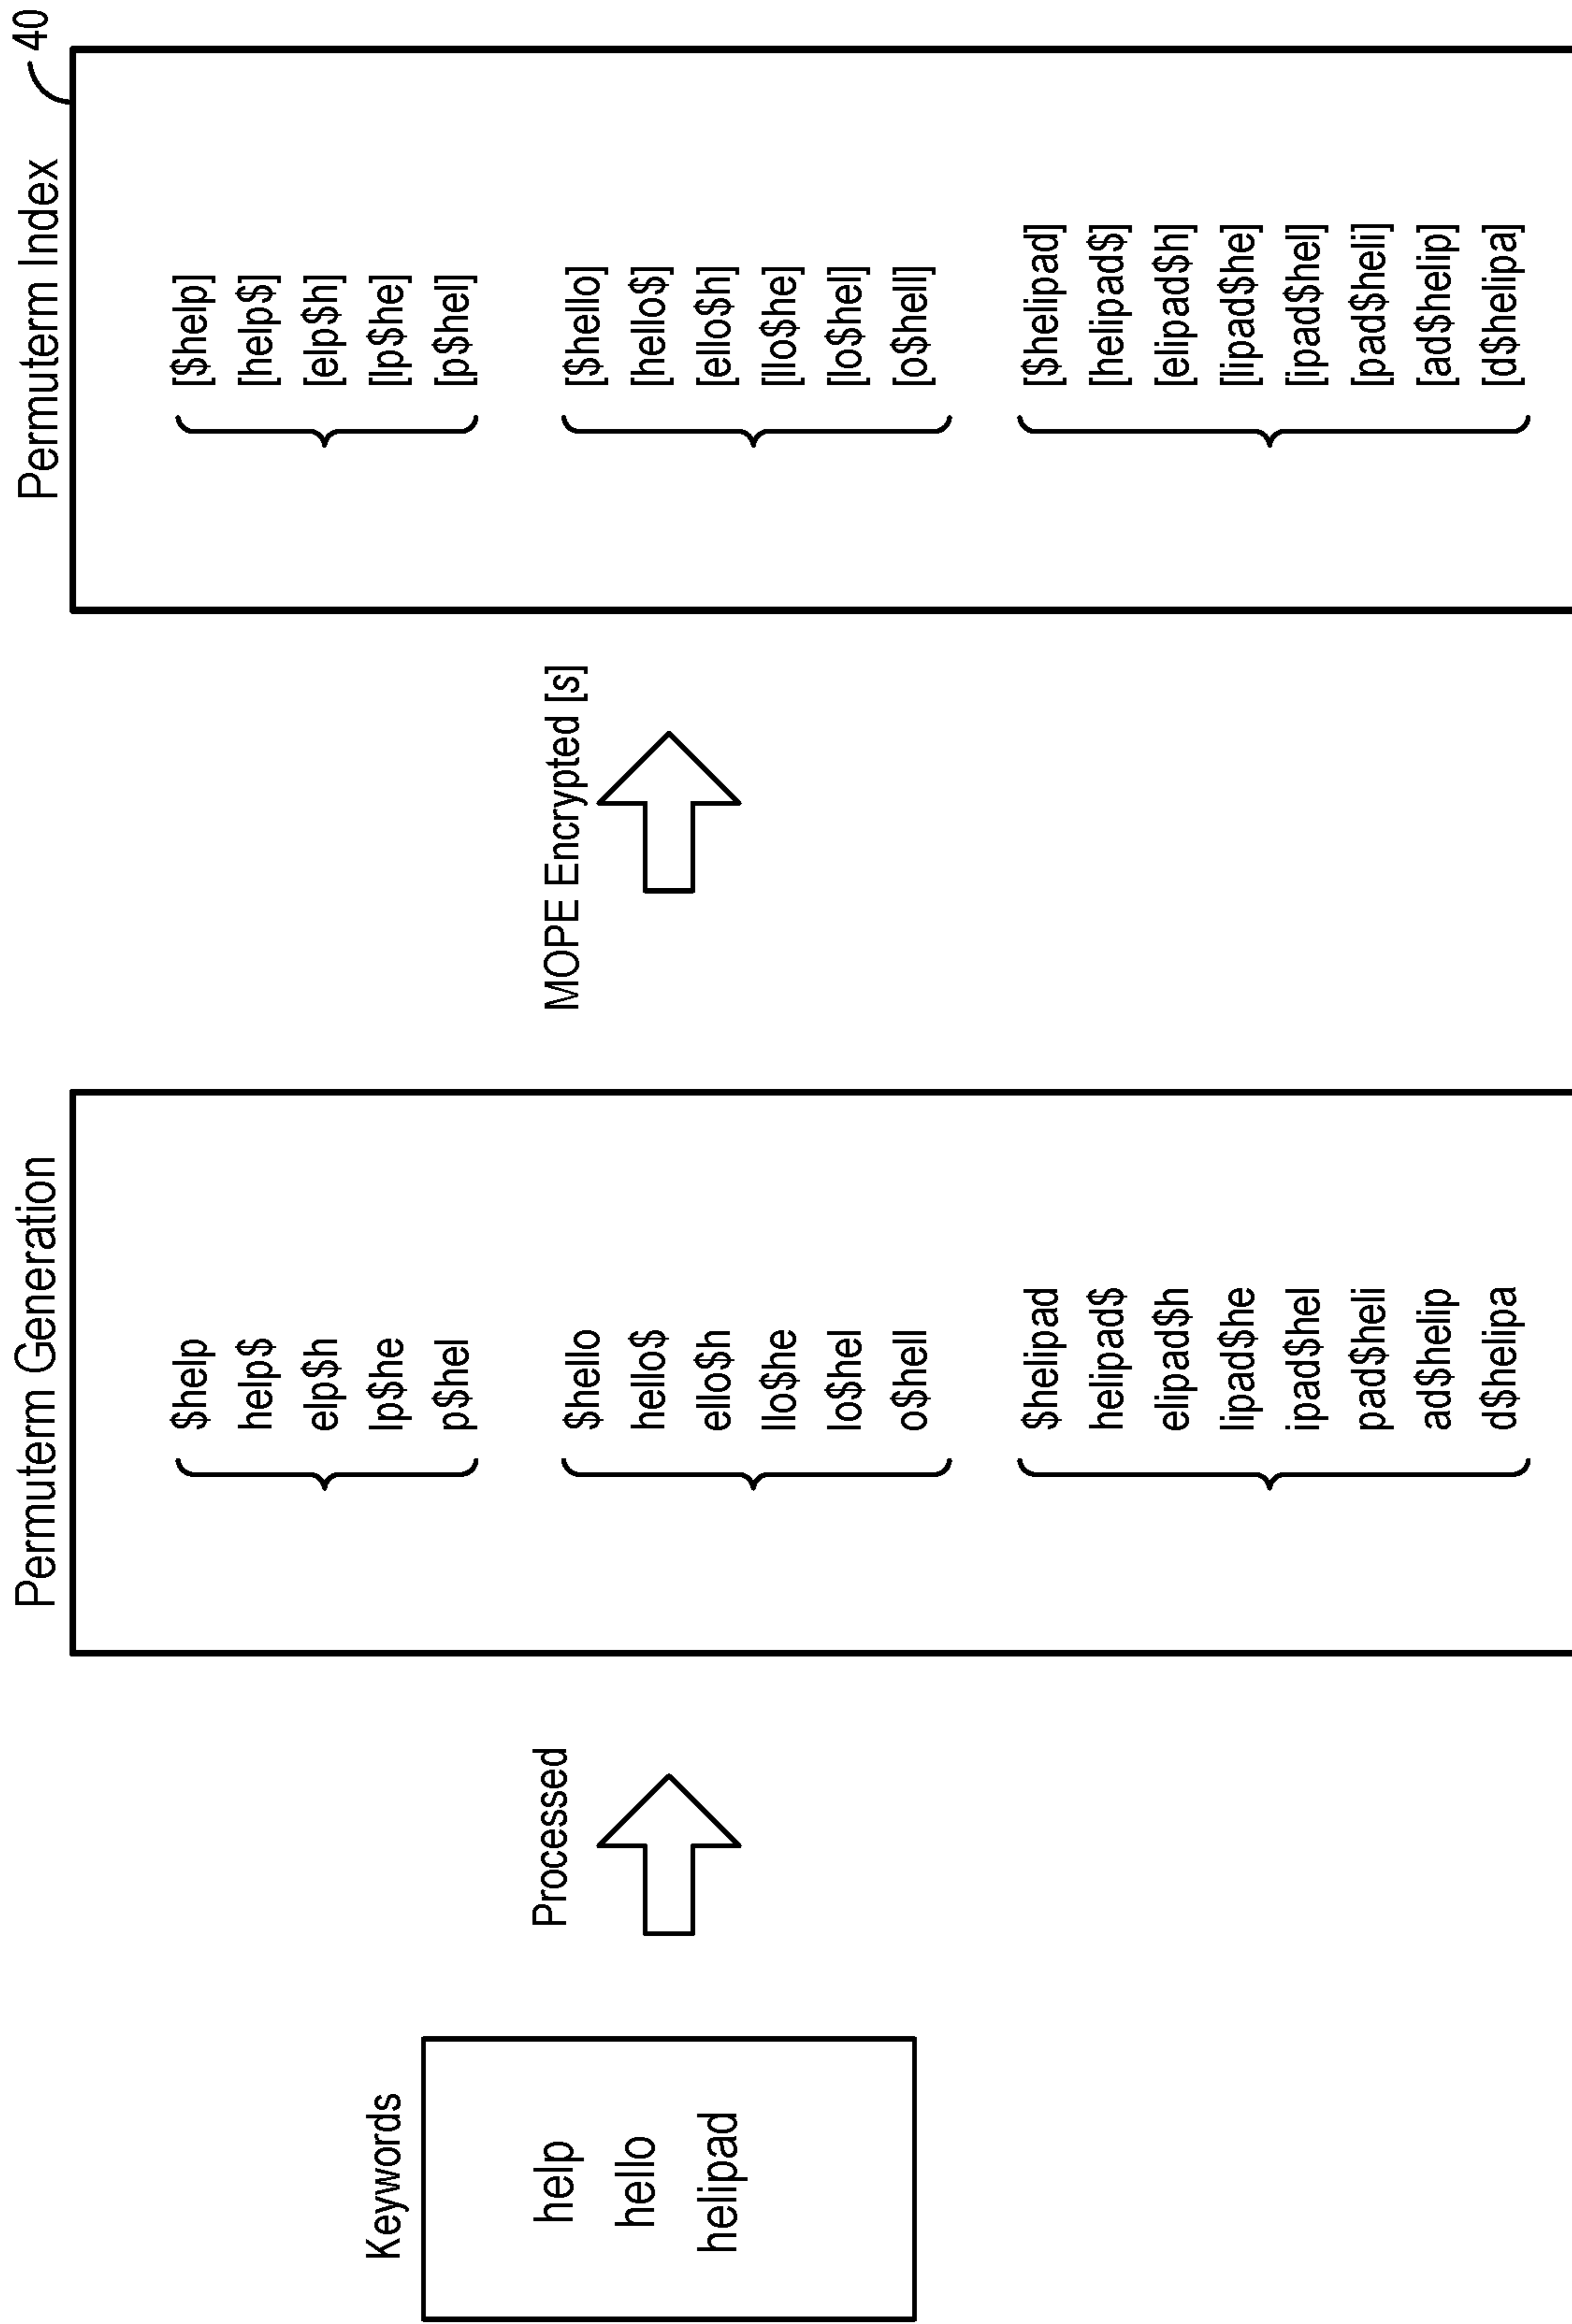 Keywords
help
hello
helipad
Processed
Permuterm Generation
$help
help$
elp$h
lp$he
p$hel
$hello
hello$
ello$h
llo$he
lo$hel
o$hell
$helipad
helipad$
elipad$h
lipad$he
ipad$hel
pad$heli
ad$helip
d$helipa
MOPE Encrypted [s]
Permuterm Index
40
[$help]
[help$]
[elp$h]
[lp$he]
[p$hel]
[$hello]
[hello$]
[ello$h]
[llo$he]
[lo$hel]
[o$hell]
[$helipad]
[helipad$]
[elipad$h]
[lipad$he]
[ipad$hel]
[pad$heli]
[ad$helip]
[d$helipa]